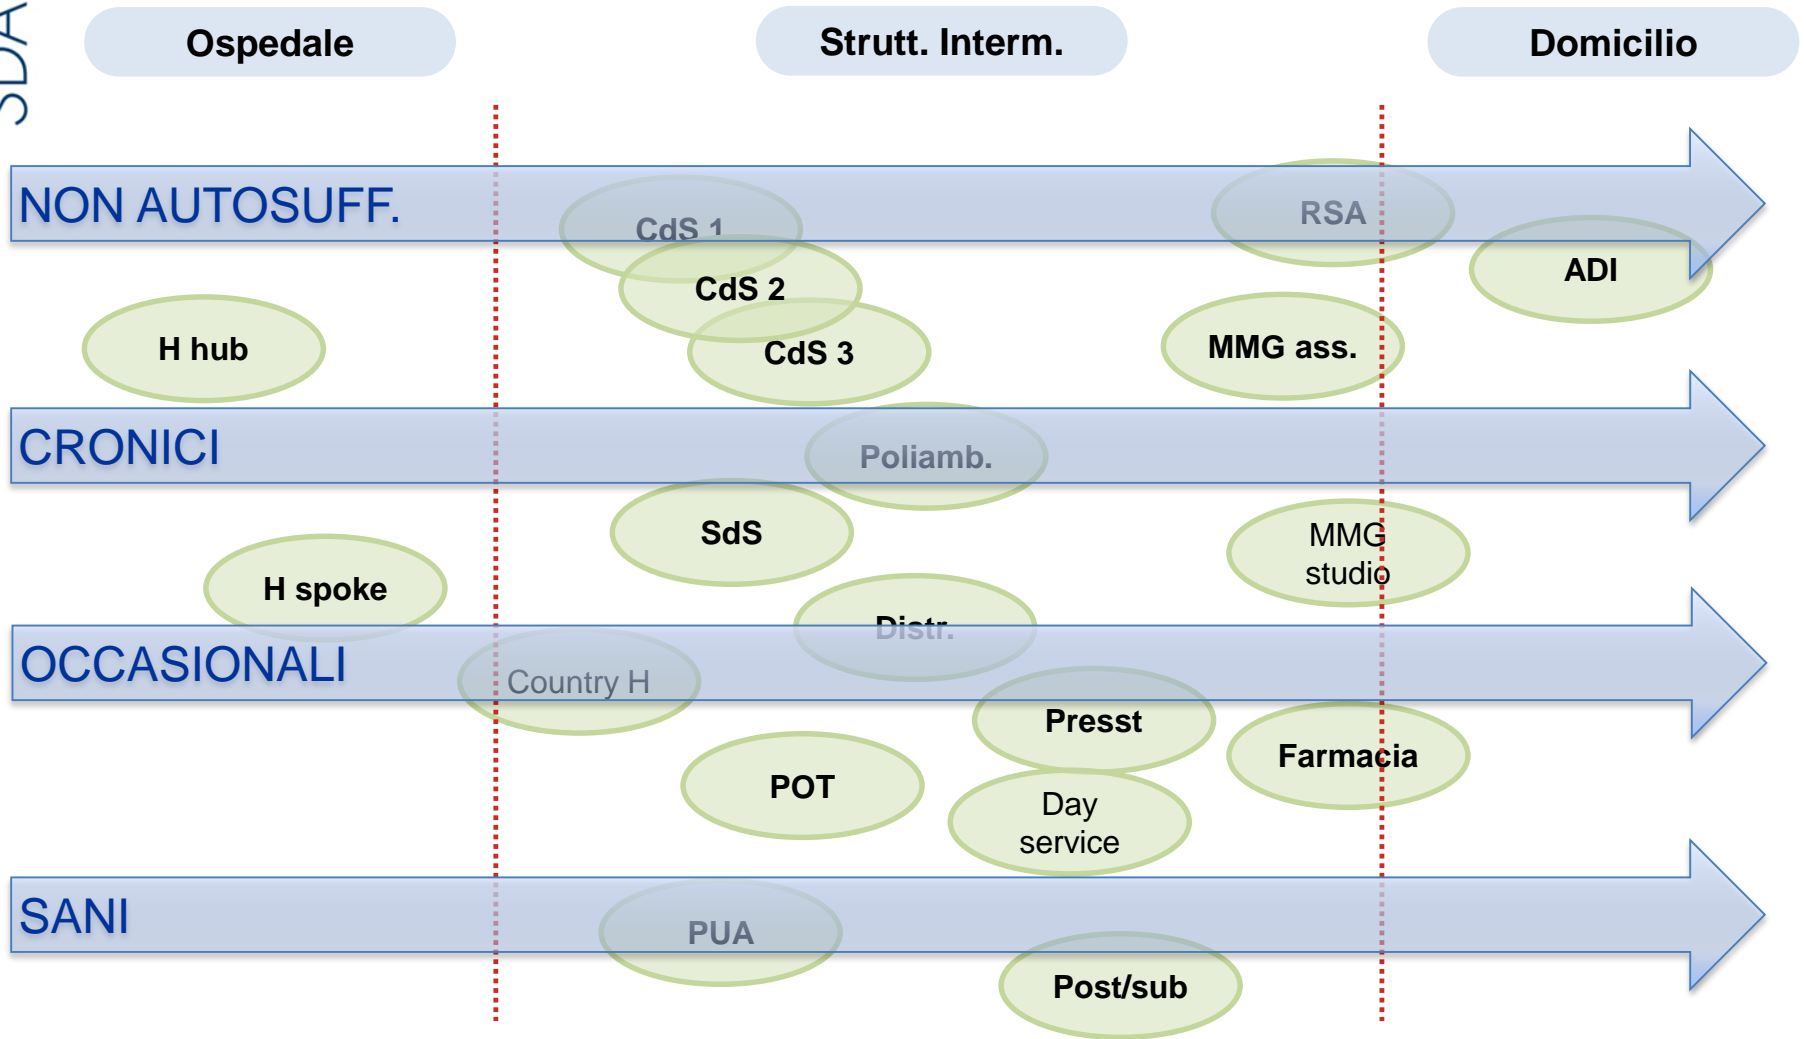 SDA
Ospedale
Strutt. Interm.
Domicilio
NON AUTOSUFF.
CdS 1
RSA
ADI
CdS 2
H hub
CdS 3
MMG ass.
CRONICI
Poliamb.
SdS
MMG
studio
H spoke
Distr.
OCCASIONALI
Country H
Presst
Farmacia
POT
Day
service
SANI
PUA
Post/sub